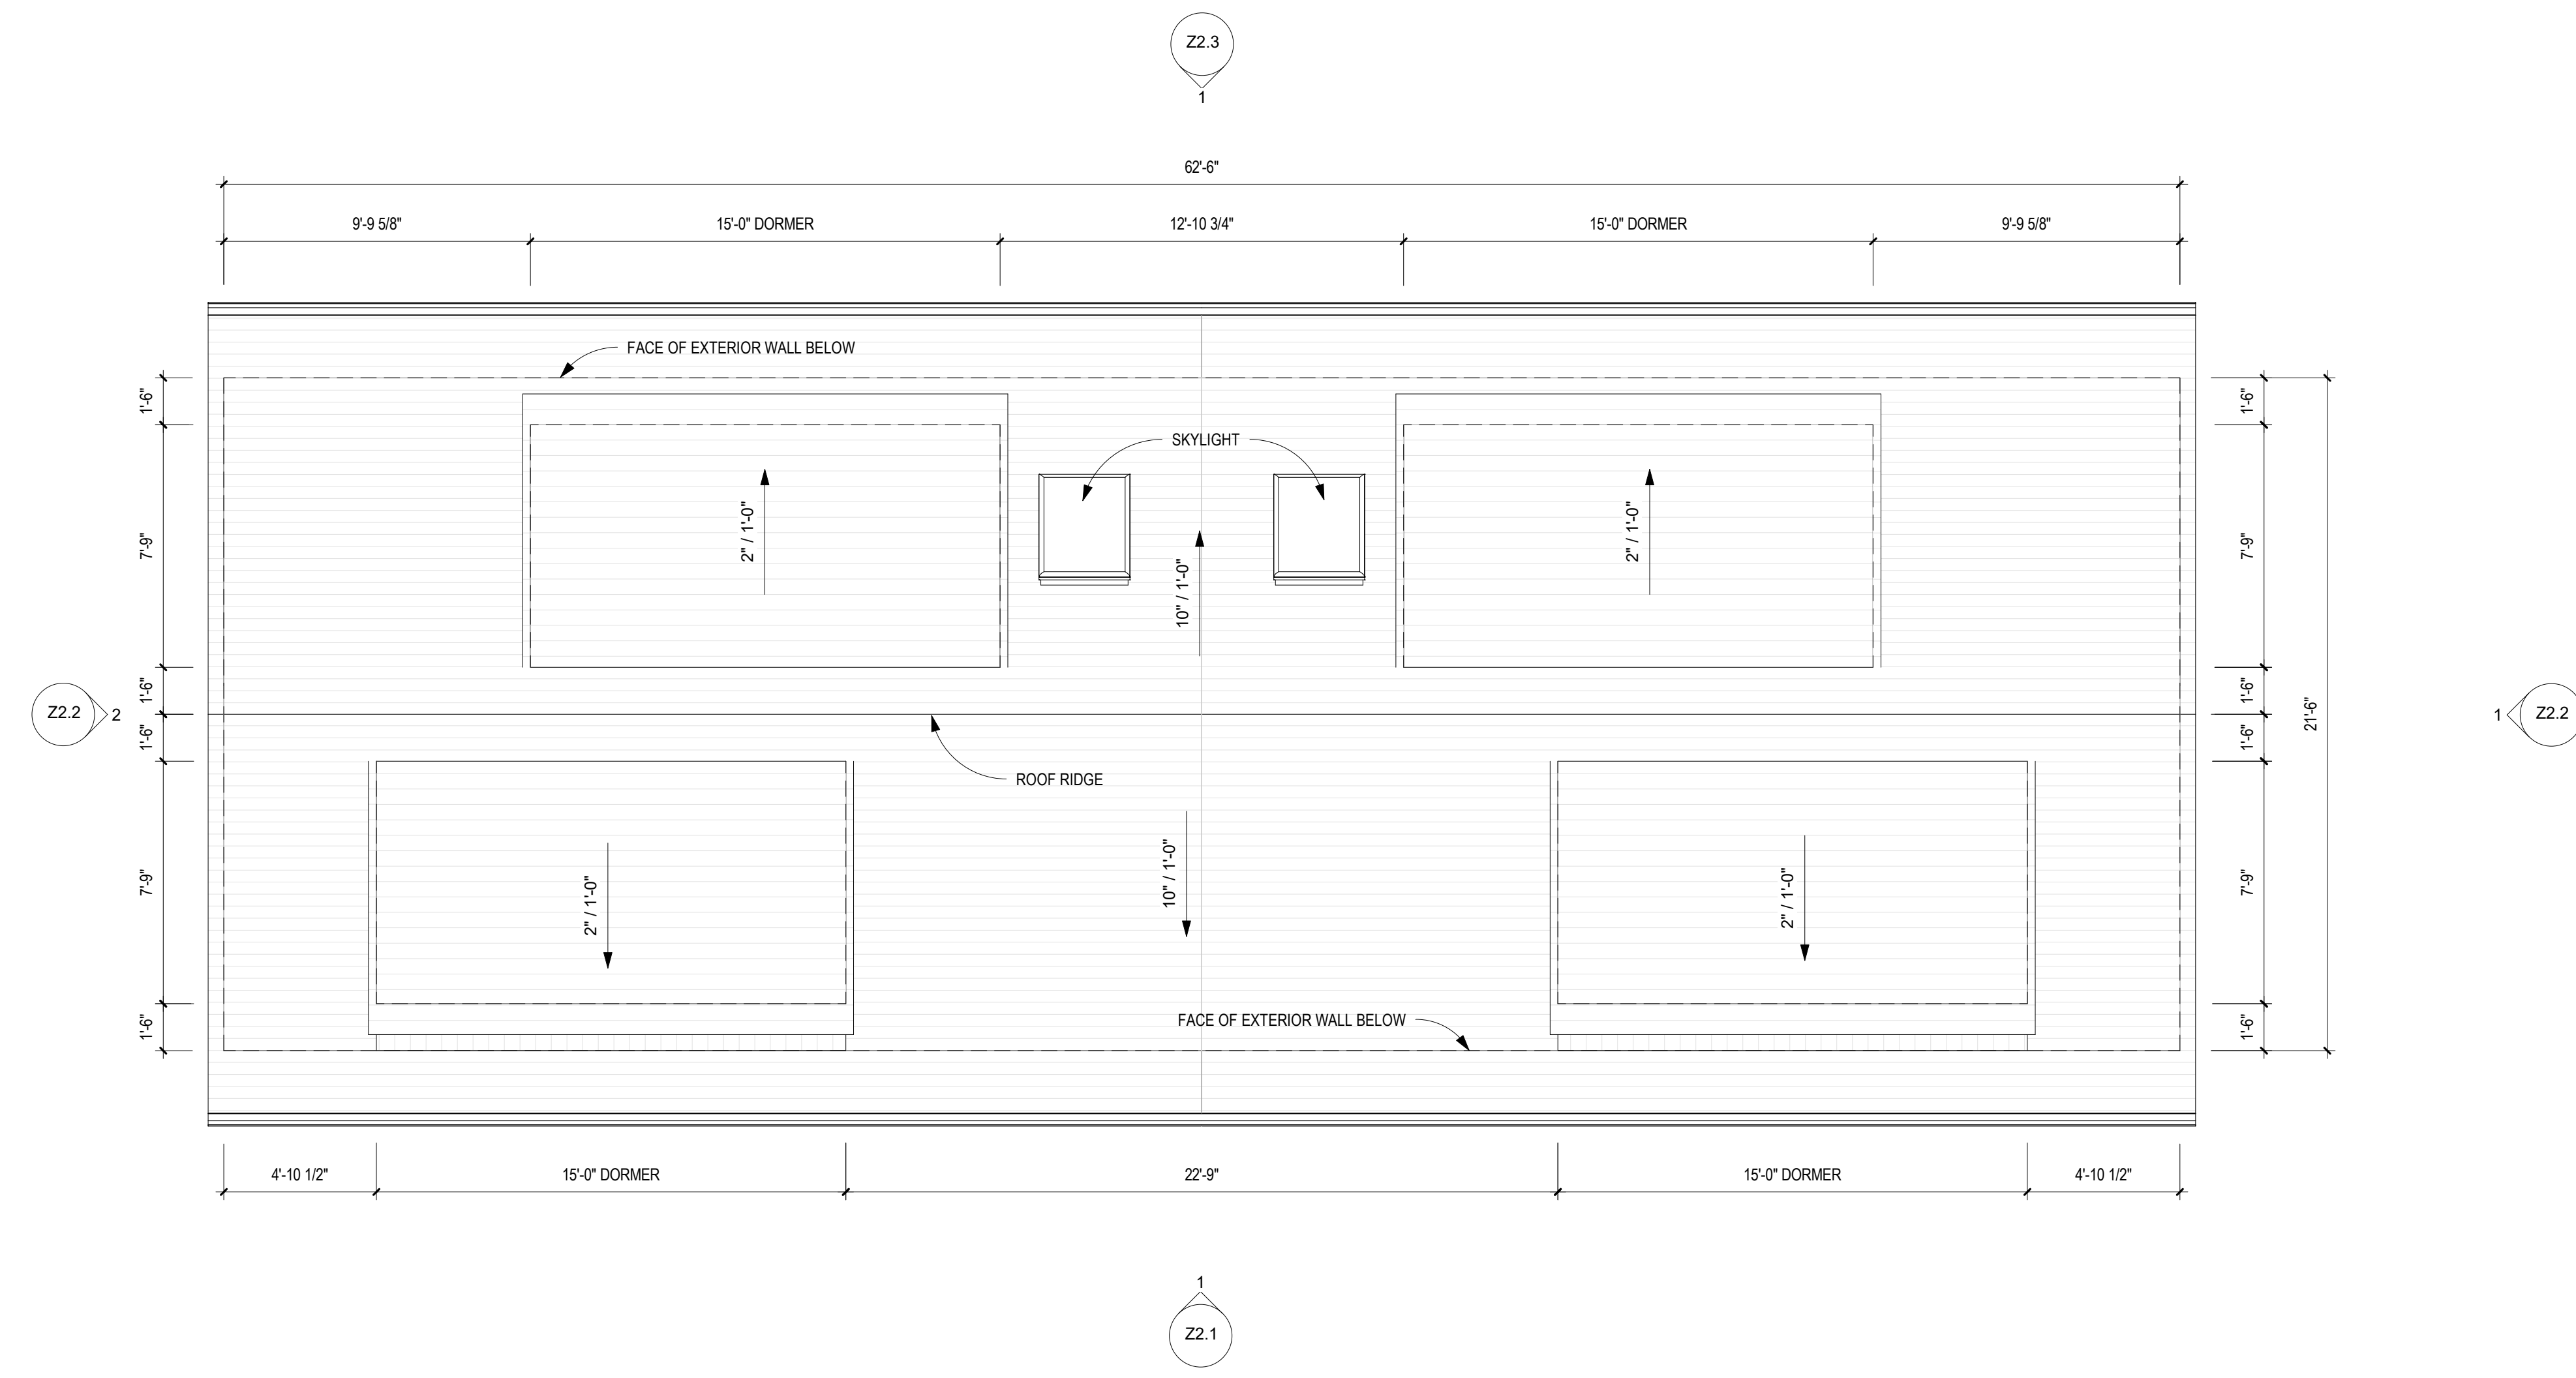 Z2.3
1
62'-6"
9'-9 5/8"
15'-0" DORMER
12'-10 3/4"
15'-0" DORMER
9'-9 5/8"
FACE OF EXTERIOR WALL BELOW
1'-6"
1'-6"
SKYLIGHT
7'-9"
2" / 1'-0"
10" / 1'-0"
2" / 1'-0"
7'-9"
1'-6"
1'-6"
Z2.2
2
21'-6"
1
Z2.2
1'-6"
1'-6"
ROOF RIDGE
7'-9"
2" / 1'-0"
10" / 1'-0"
2" / 1'-0"
7'-9"
1'-6"
FACE OF EXTERIOR WALL BELOW
1'-6"
4'-10 1/2"
15'-0" DORMER
22'-9"
15'-0" DORMER
4'-10 1/2"
1
Z2.1